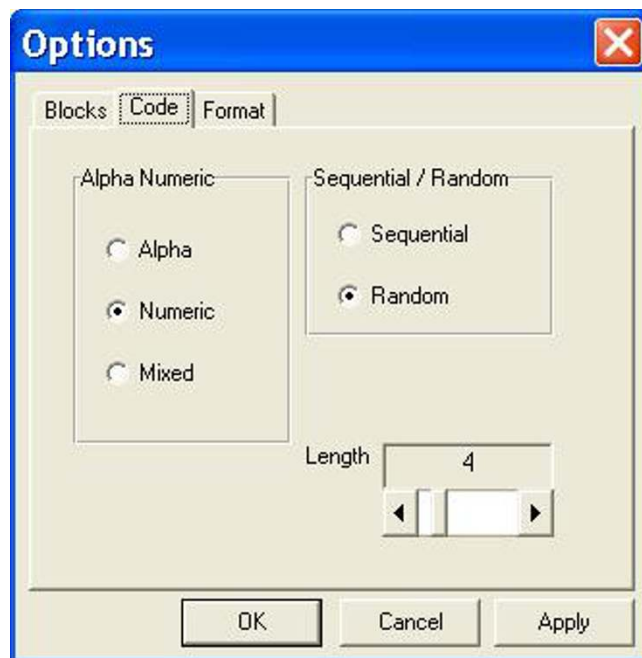 Options
Blocks Code Format
Alpha Numeric
Alpha
Numeric
Mixed
Sequential / Random
Sequential
Random
Length 4
OK Cancel Apply